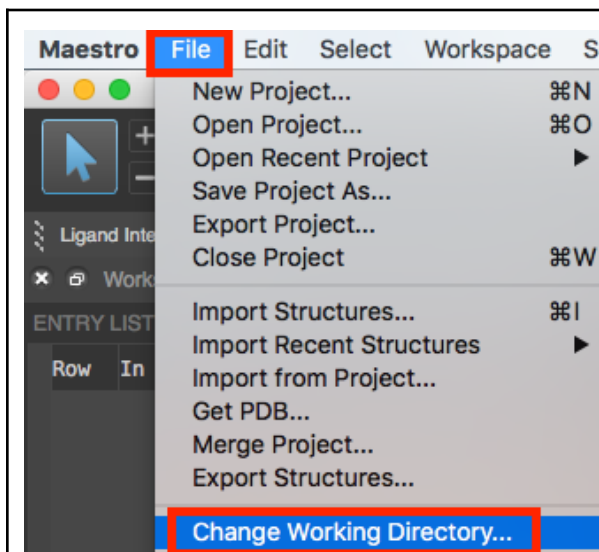 Maestro File Edit Select Workspace S
New Project... ⌘N
Open Project... ⌘O
Open Recent Project ▶
Save Project As...
Export Project...
Ligand Inte
Close Project ⌘W
Work
Import Structures... ⌘I
ENTRY LIST
Import Recent Structures ▶
Row In
Import from Project...
Get PDB...
Merge Project...
Export Structures...
Change Working Directory...